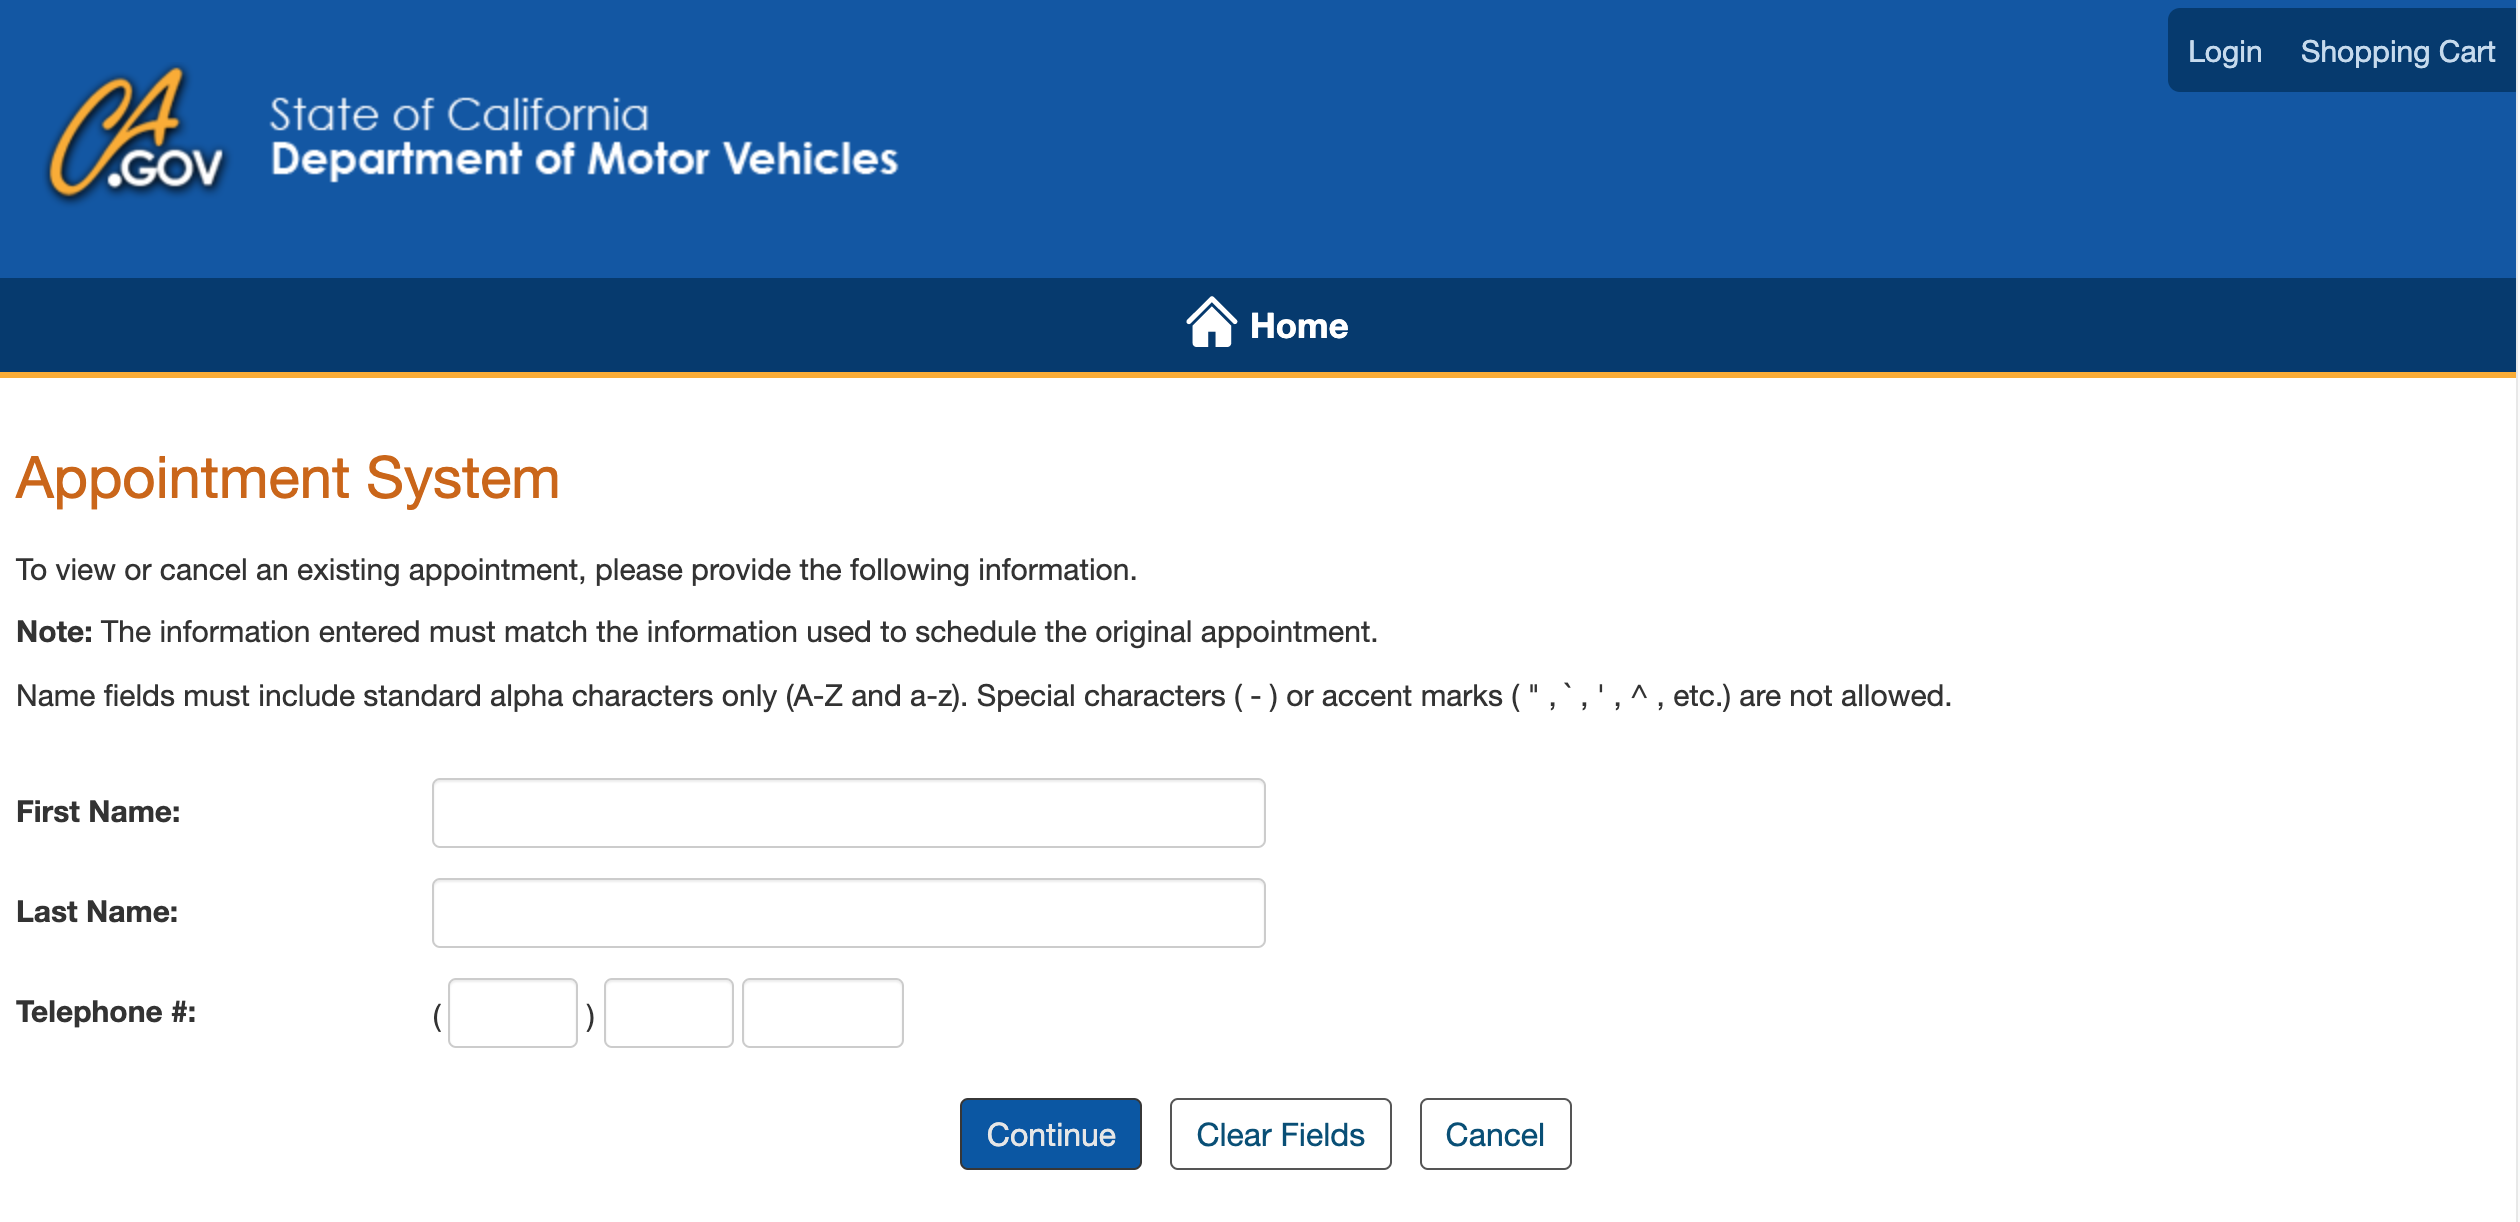 Login Shopping Cart
CA.GOV
State of California
Department of Motor Vehicles
Home
Appointment System
To view or cancel an existing appointment, please provide the following information.
Note: The information entered must match the information used to schedule the original appointment.
Name fields must include standard alpha characters only (A-Z and a-z). Special characters ( - ) or accent marks ( " , ` , ' , ^ , etc.) are not allowed.
First Name:
Last Name:
Telephone #: ( )
Continue Clear Fields Cancel